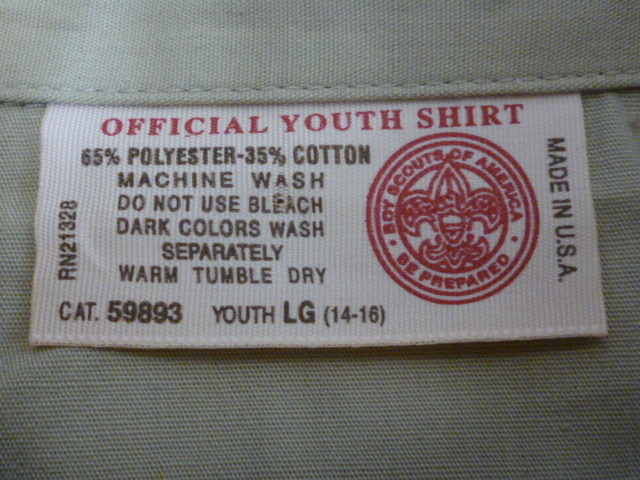 OFFICIAL YOUTH SHIRT
65% POLYESTER-35% COTTON
MACHINE WASH
DO NOT USE BLEACH
DARK COLORS WASH
SEPARATELY
WARM TUMBLE DRY
CAT. 59893 YOUTH LG (14-16)
RN21328
BOY SCOUTS OF AMERICA
• BE PREPARED •
MADE IN U.S.A.